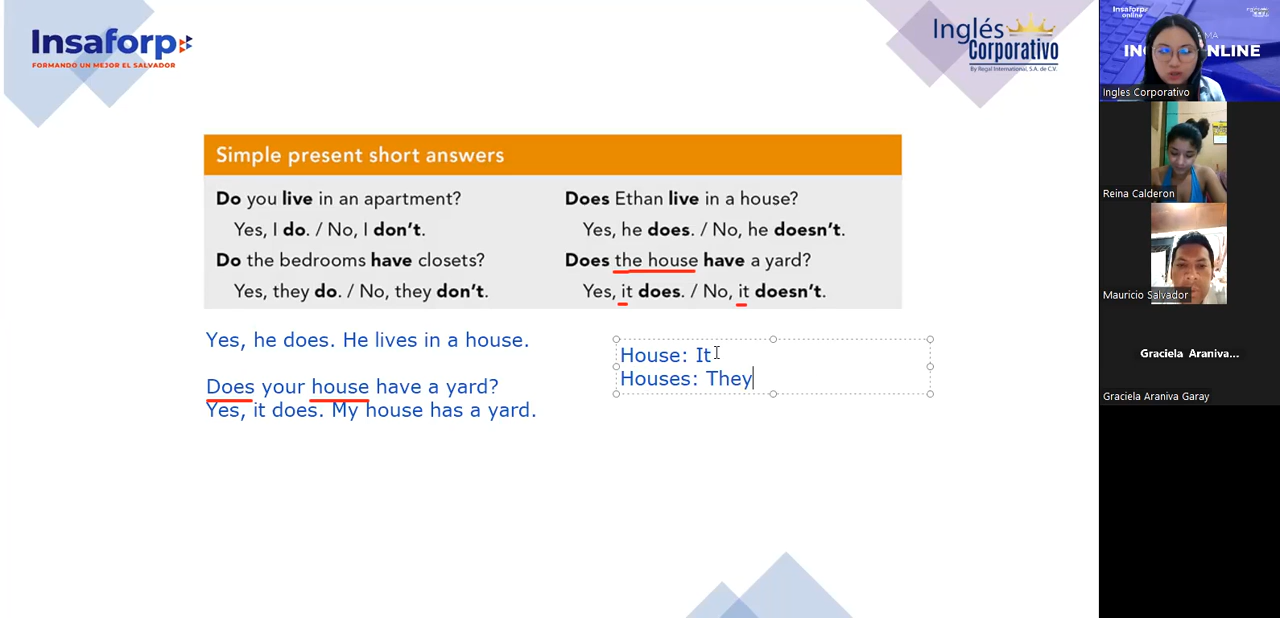 Insaforp
FORMANDO UN MEJOR EL SALVADOR
Inglés
Corporativo
By Regal International, S.A. de C.V.
Simple present short answers
Do you live in an apartment?
Yes, I do. / No, I don't.
Do the bedrooms have closets?
Yes, they do. / No, they don't.
Does Ethan live in a house?
Yes, he does. / No, he doesn't.
Does the house have a yard?
Yes, it does. / No, it doesn't.
Yes, he does. He lives in a house.
Does your house have a yard?
Yes, it does. My house has a yard.
House: It
Houses: They
Insaforp
online
NLINE
Ingles Corporativo
Reina Calderon
Mauricio Salvador
Graciela Araniva...
Graciela Araniva Garay